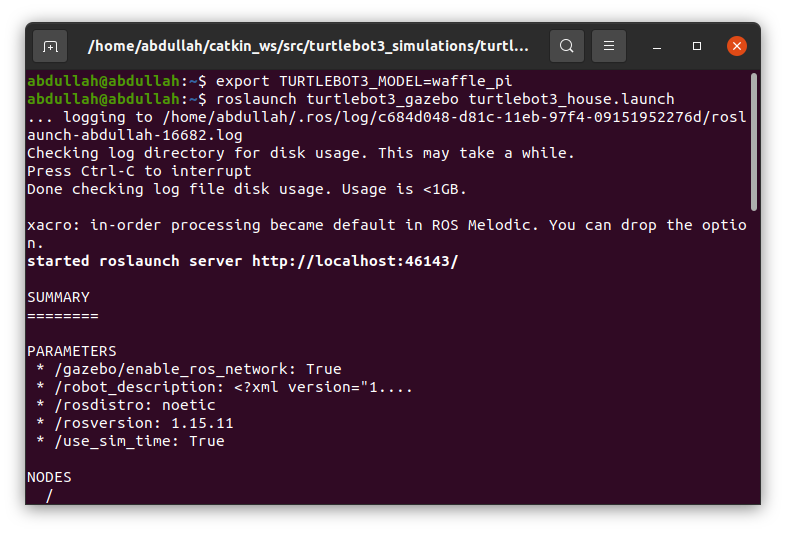 /home/abdullah/catkin_ws/src/turtlebot3_simulations/turtl...
abdullah@abdullah:~$ export TURTLEBOT3_MODEL=waffle_pi
abdullah@abdullah:~$ roslaunch turtlebot3_gazebo turtlebot3_house.launch
... logging to /home/abdullah/.ros/log/c684d048-d81c-11eb-97f4-09151952276d/rosl
aunch-abdullah-16682.log
Checking log directory for disk usage. This may take a while.
Press Ctrl-C to interrupt
Done checking log file disk usage. Usage is <1GB.
xacro: in-order processing became default in ROS Melodic. You can drop the optio
n.
started roslaunch server http://localhost:46143/
SUMMARY
========
PARAMETERS
 * /gazebo/enable_ros_network: True
 * /robot_description: <?xml version="1....
 * /rosdistro: noetic
 * /rosversion: 1.15.11
 * /use_sim_time: True
NODES
  /